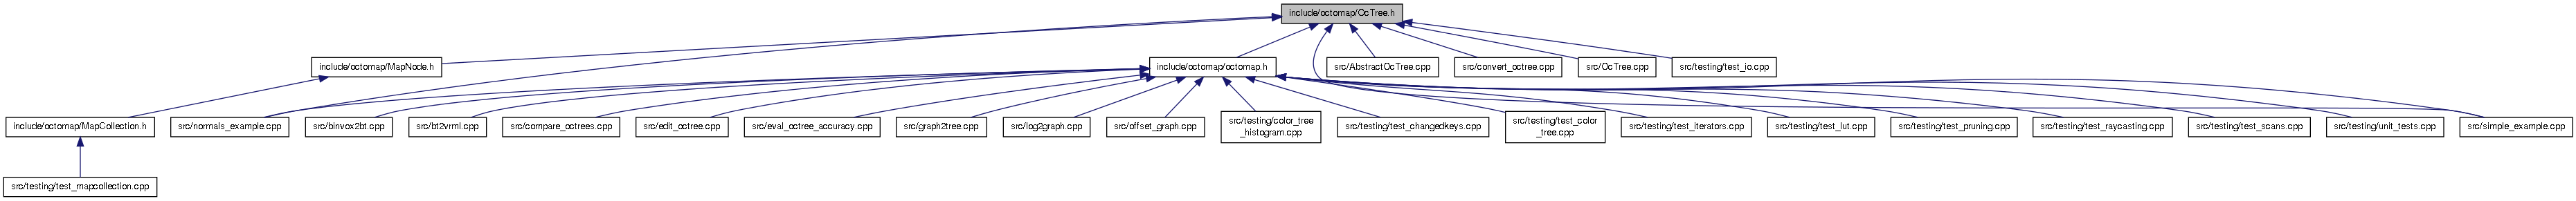 include/octomap/OcTree.h
include/octomap/MapNode.h
include/octomap/octomap.h
src/AbstractOcTree.cpp
src/convert_octree.cpp
src/OcTree.cpp
src/testing/test_io.cpp
include/octomap/MapCollection.h
src/normals_example.cpp
src/binvox2bt.cpp
src/bt2vrml.cpp
src/compare_octrees.cpp
src/edit_octree.cpp
src/eval_octree_accuracy.cpp
src/graph2tree.cpp
src/log2graph.cpp
src/offset_graph.cpp
src/testing/color_tree
_histogram.cpp
src/testing/test_changedkeys.cpp
src/testing/test_color
_tree.cpp
src/testing/test_iterators.cpp
src/testing/test_lut.cpp
src/testing/test_pruning.cpp
src/testing/test_raycasting.cpp
src/testing/test_scans.cpp
src/testing/unit_tests.cpp
src/simple_example.cpp
src/testing/test_mapcollection.cpp